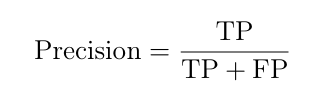 Precision = TP / (TP + FP)